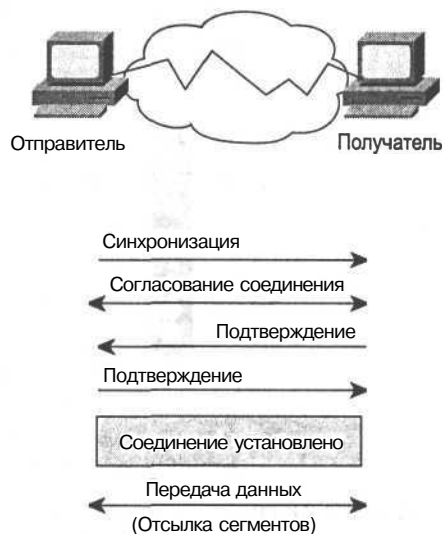 Отправитель
Получатель
Синхронизация
Согласование соединения
Подтверждение
Подтверждение
Соединение установлено
Передача данных
(Отсылка сегментов)